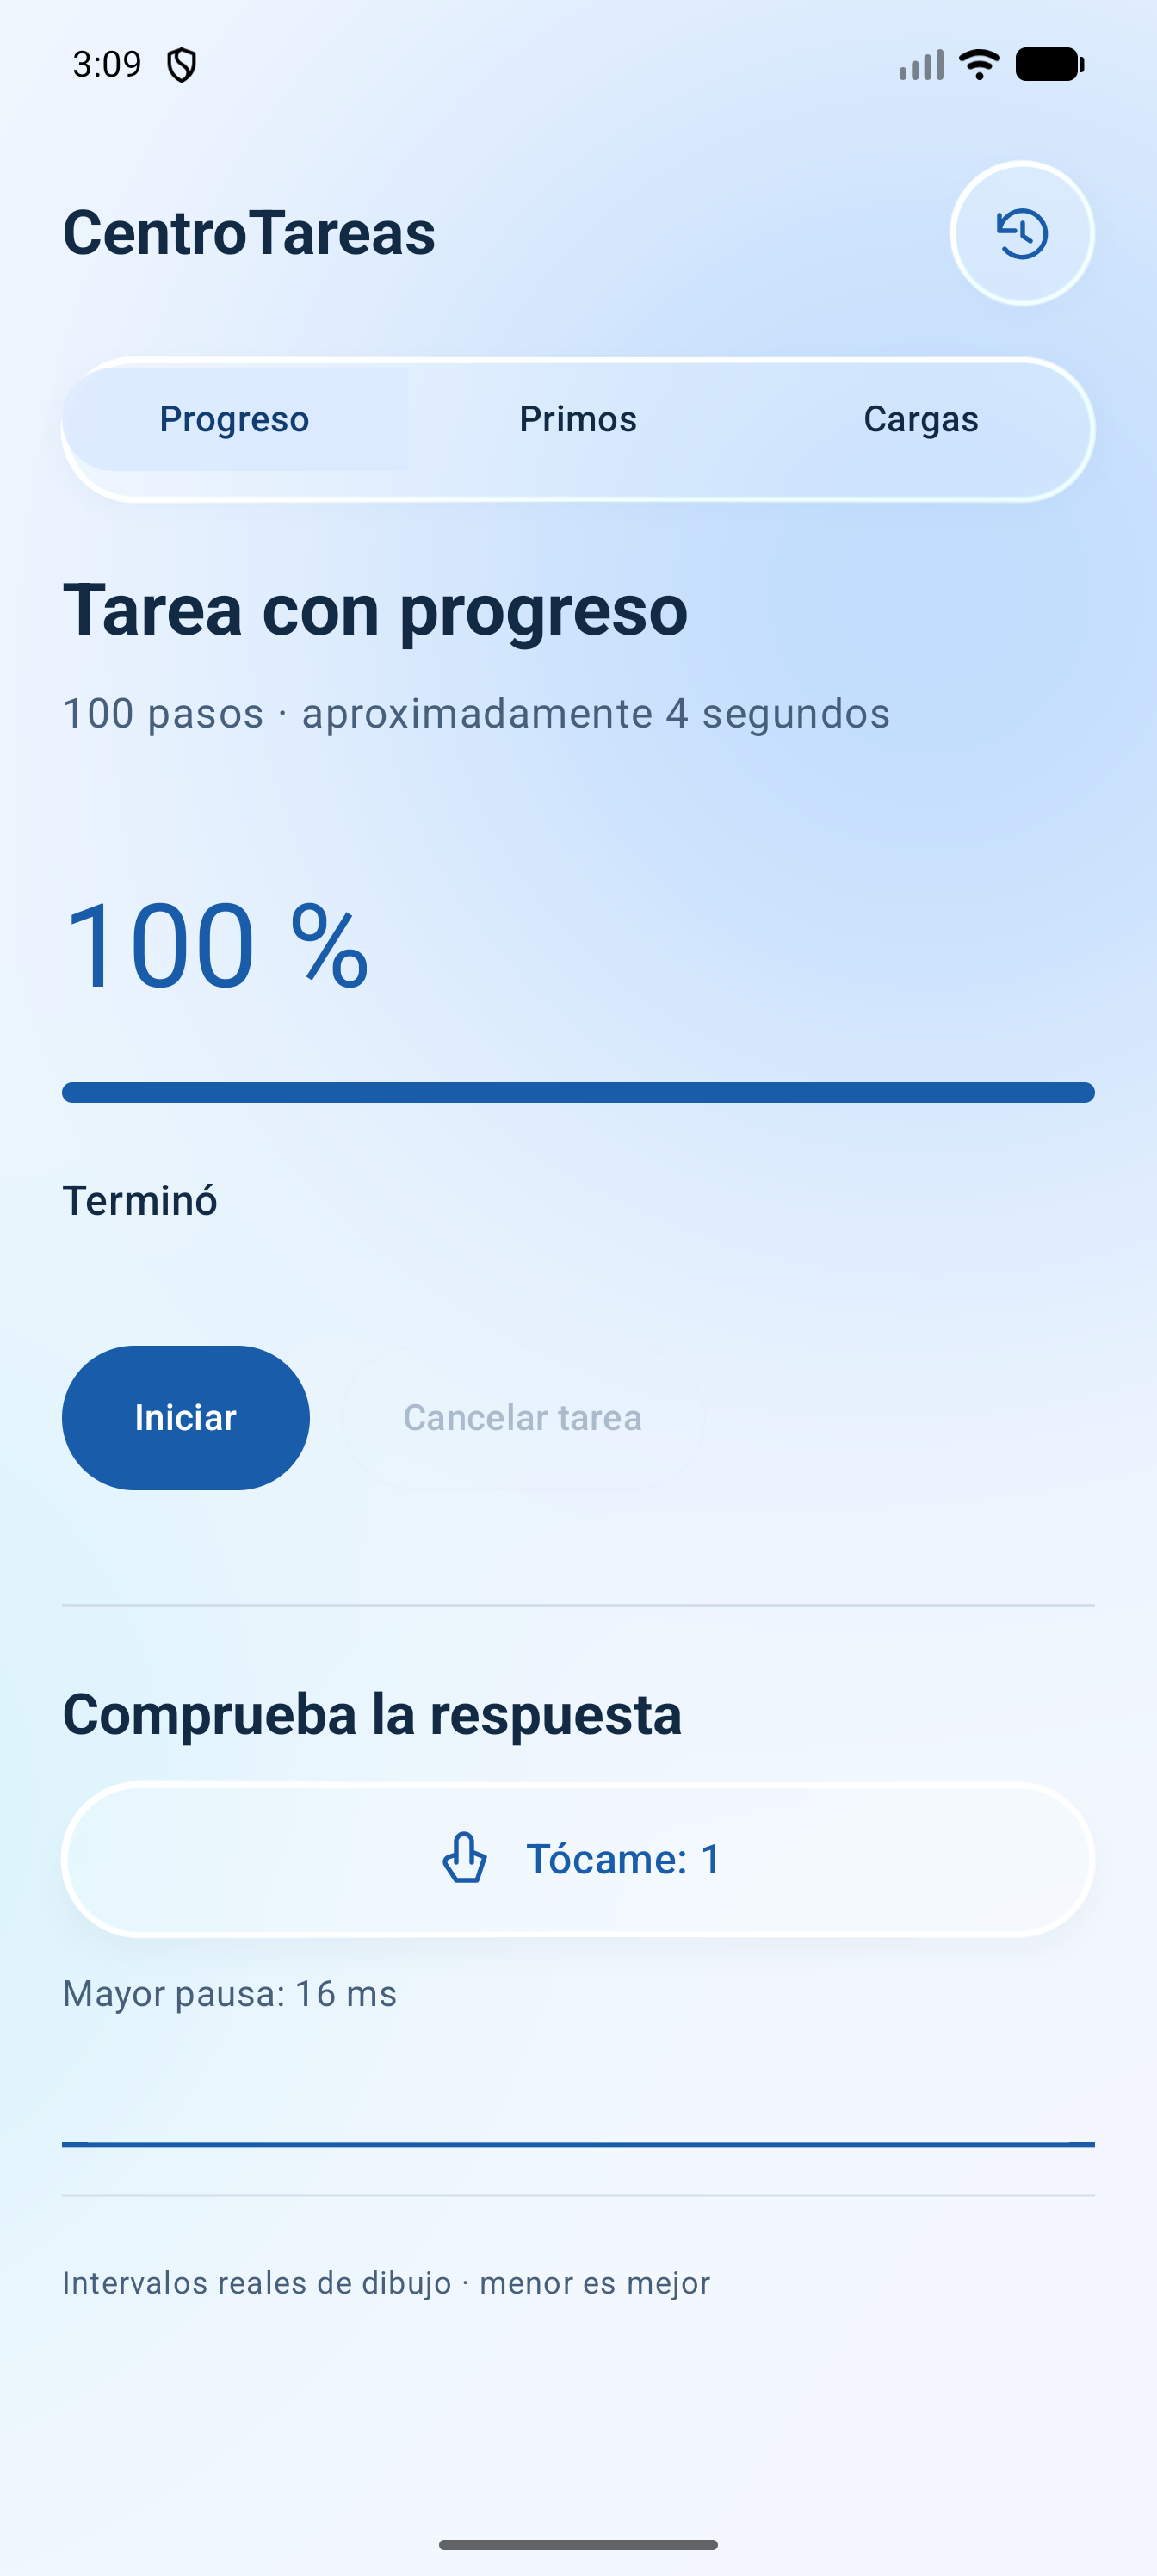 3:09
CentroTareas
Progreso Primos Cargas
Tarea con progreso
100 pasos · aproximadamente 4 segundos
100 %
Terminó
Iniciar Cancelar tarea
Comprueba la respuesta
Tócame: 1
Mayor pausa: 16 ms
Intervalos reales de dibujo · menor es mejor